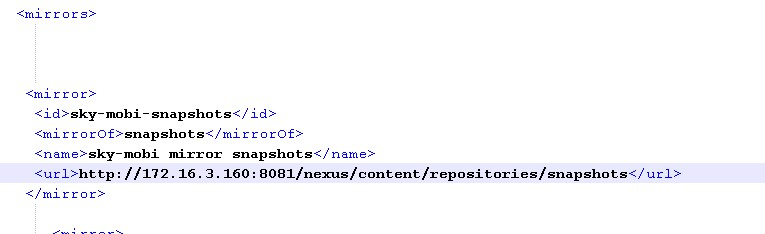 <mirrors>
<mirror>
<id>sky-mobi-snapshots</id>
<mirrorOf>snapshots</mirrorOf>
<name>sky-mobi mirror snapshots</name>
<url>http://172.16.3.160:8081/nexus/content/repositories/snapshots</url>
</mirror>
<mirror>